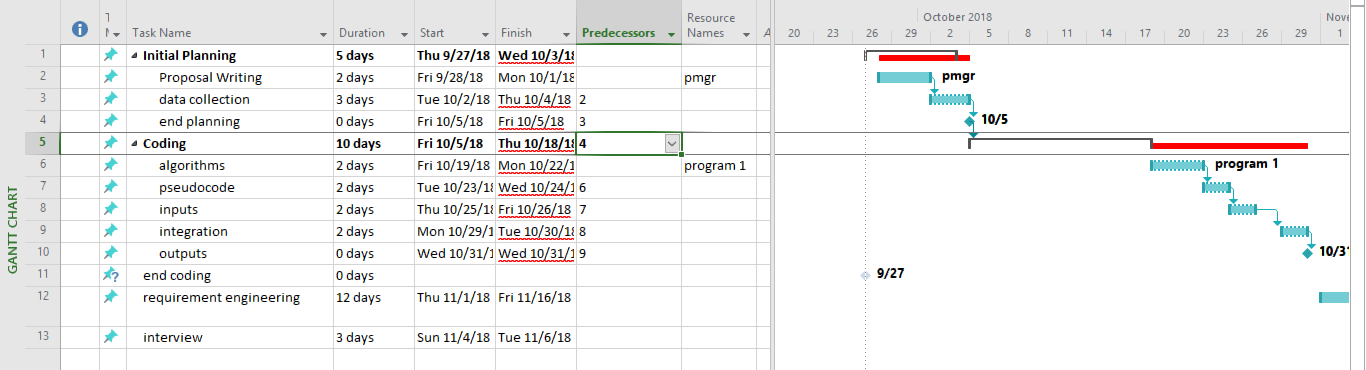 GANTT CHART
T
M
Task Name
Duration
Start
Finish
Predecessors
Resource
Names
A
1 Initial Planning 5 days Thu 9/27/18 Wed 10/3/18
2 Proposal Writing 2 days Fri 9/28/18 Mon 10/1/18 pmgr
3 data collection 3 days Tue 10/2/18 Thu 10/4/18 2
4 end planning 0 days Fri 10/5/18 Fri 10/5/18 3
5 Coding 10 days Fri 10/5/18 Thu 10/18/18 4
6 algorithms 2 days Fri 10/19/18 Mon 10/22/1 program 1
7 pseudocode 2 days Tue 10/23/18 Wed 10/24/1 6
8 inputs 2 days Thu 10/25/18 Fri 10/26/18 7
9 integration 2 days Mon 10/29/1 Tue 10/30/18 8
10 outputs 0 days Wed 10/31/1 Wed 10/31/1 9
11 end coding 0 days
12 requirement engineering 12 days Thu 11/1/18 Fri 11/16/18
13 interview 3 days Sun 11/4/18 Tue 11/6/18
October 2018 Nove
20 23 26 29 2 5 8 11 14 17 20 23 26 29 1
pmgr
10/5
program 1
10/31
9/27